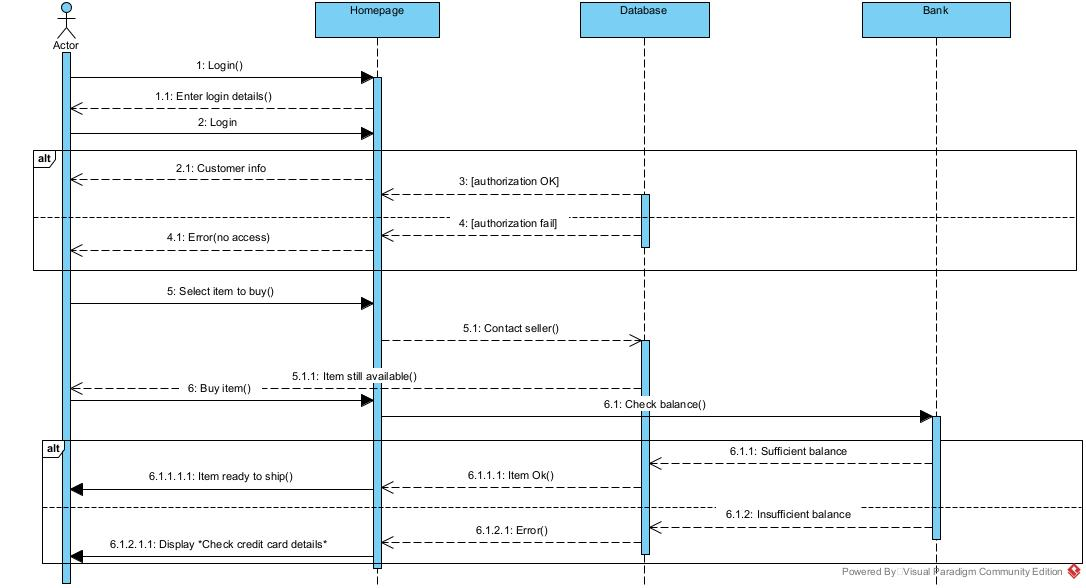 Homepage
Database
Bank
Actor
1: Login()
1.1: Enter login details()
2: Login
alt
2.1: Customer info
3: [authorization OK]
4: [authorization fail]
4.1: Error(no access)
5: Select item to buy()
5.1: Contact seller()
5.1.1: Item still available()
6: Buy item()
6.1: Check balance()
alt
6.1.1: Sufficient balance
6.1.1.1.1: Item ready to ship()
6.1.1.1: Item Ok()
6.1.2: Insufficient balance
6.1.2.1: Error()
6.1.2.1.1: Display *Check credit card details*
Powered By Visual Paradigm Community Edition